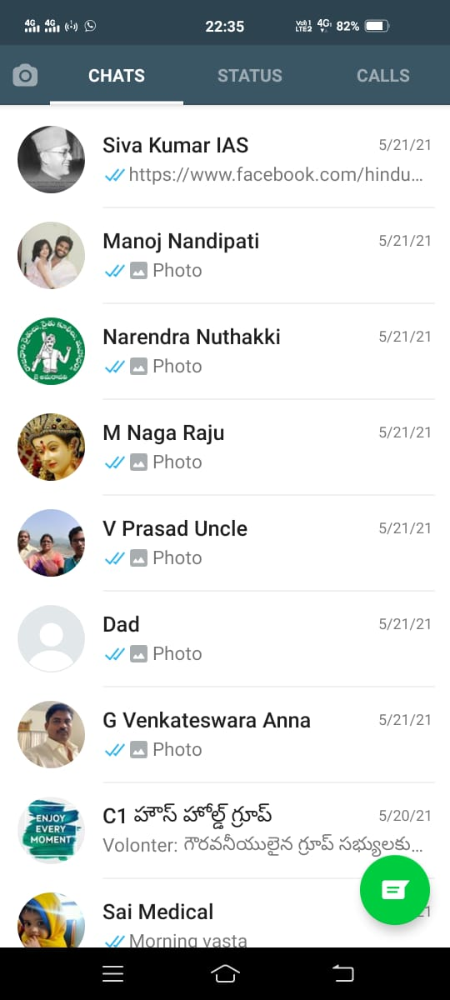 4G 4G 22:35 VoI) 1 LTE2 4G 82%
CHATS STATUS CALLS
Siva Kumar IAS 5/21/21
https://www.facebook.com/hindu...
Manoj Nandipati 5/21/21
Photo
Narendra Nuthakki 5/21/21
Photo
M Naga Raju 5/21/21
Photo
V Prasad Uncle 5/21/21
Photo
Dad 5/21/21
Photo
G Venkateswara Anna 5/21/21
Photo
ENJOY
EVERY
MOMENT
C1 హౌస్ హోల్డ్ గ్రూప్ 5/20/21
Volonter: గౌరవనీయులైన గ్రూప్ సభ్యులకు...
Sai Medical 21
Morning vasta